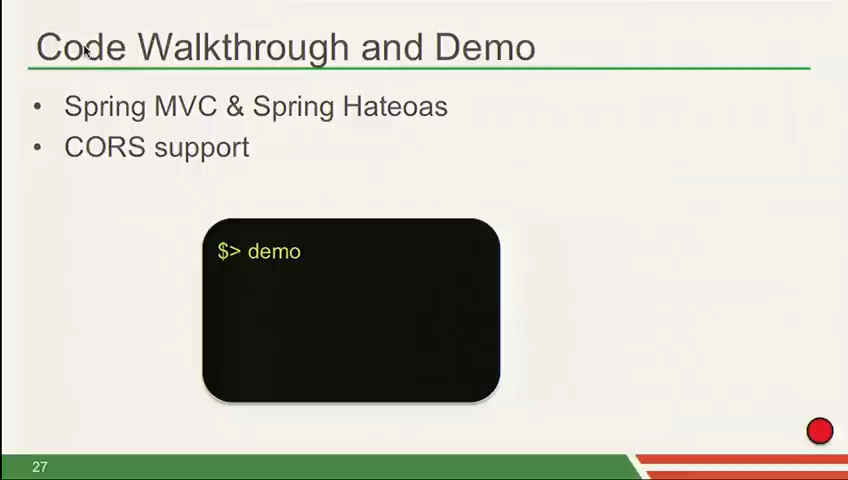 Code Walkthrough and Demo
• Spring MVC & Spring Hateoas
• CORS support
$> demo
27